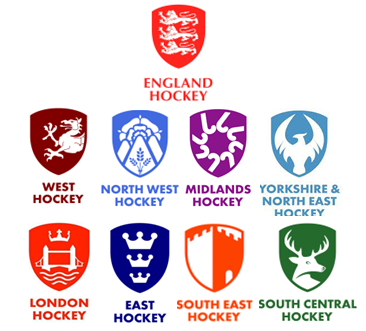 ENGLAND
HOCKEY
WEST
HOCKEY
NORTH WEST
HOCKEY
MIDLANDS
HOCKEY
YORKSHIRE &
NORTH EAST
HOCKEY
LONDON
HOCKEY
EAST
HOCKEY
SOUTH EAST
HOCKEY
SOUTH CENTRAL
HOCKEY